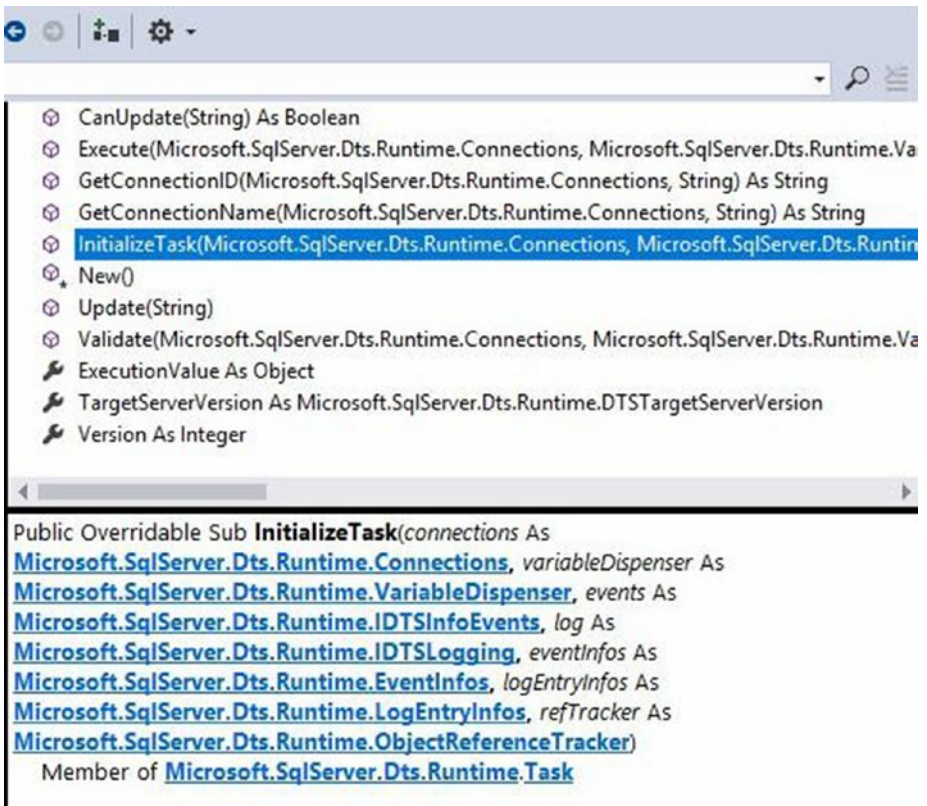 CanUpdate(String) As Boolean
Execute(Microsoft.SqlServer.Dts.Runtime.Connections, Microsoft.SqlServer.Dts.Runtime.Va
GetConnectionID(Microsoft.SqlServer.Dts.Runtime.Connections, String) As String
GetConnectionName(Microsoft.SqlServer.Dts.Runtime.Connections, String) As String
InitializeTask(Microsoft.SqlServer.Dts.Runtime.Connections, Microsoft.SqlServer.Dts.Runtim
New()
Update(String)
Validate(Microsoft.SqlServer.Dts.Runtime.Connections, Microsoft.SqlServer.Dts.Runtime.Va
ExecutionValue As Object
TargetServerVersion As Microsoft.SqlServer.Dts.Runtime.DTSTargetServerVersion
Version As Integer
Public Overridable Sub InitializeTask(connections As
Microsoft.SqlServer.Dts.Runtime.Connections, variableDispenser As
Microsoft.SqlServer.Dts.Runtime.VariableDispenser, events As
Microsoft.SqlServer.Dts.Runtime.IDTSInfoEvents, log As
Microsoft.SqlServer.Dts.Runtime.IDTSLogging, eventInfos As
Microsoft.SqlServer.Dts.Runtime.EventInfos, logEntryInfos As
Microsoft.SqlServer.Dts.Runtime.LogEntryInfos, refTracker As
Microsoft.SqlServer.Dts.Runtime.ObjectReferenceTracker)
Member of Microsoft.SqlServer.Dts.Runtime.Task